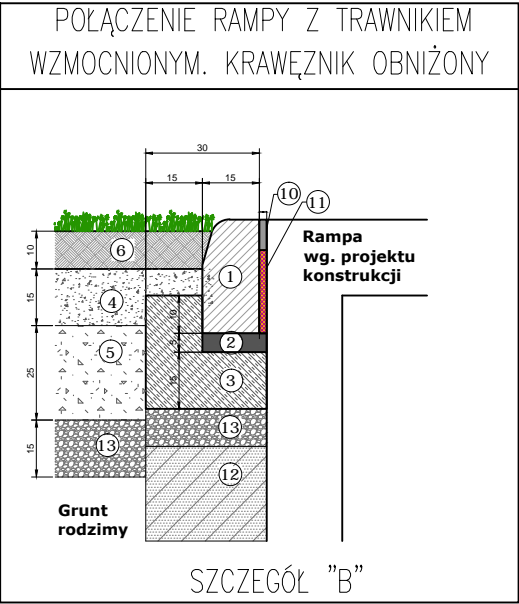 POŁĄCZENIE RAMPY Z TRAWNIKIEM
WZMOCNIONYM. KRAWĘŻNIK OBNIŻONY
30
15 15
10
11
Rampa
wg. projektu
konstrukcji
10
6
1
15
4
10
5
2
5
25
15
3
13
13
15
12
Grunt
rodzimy
SZCZEGÓŁ "B"